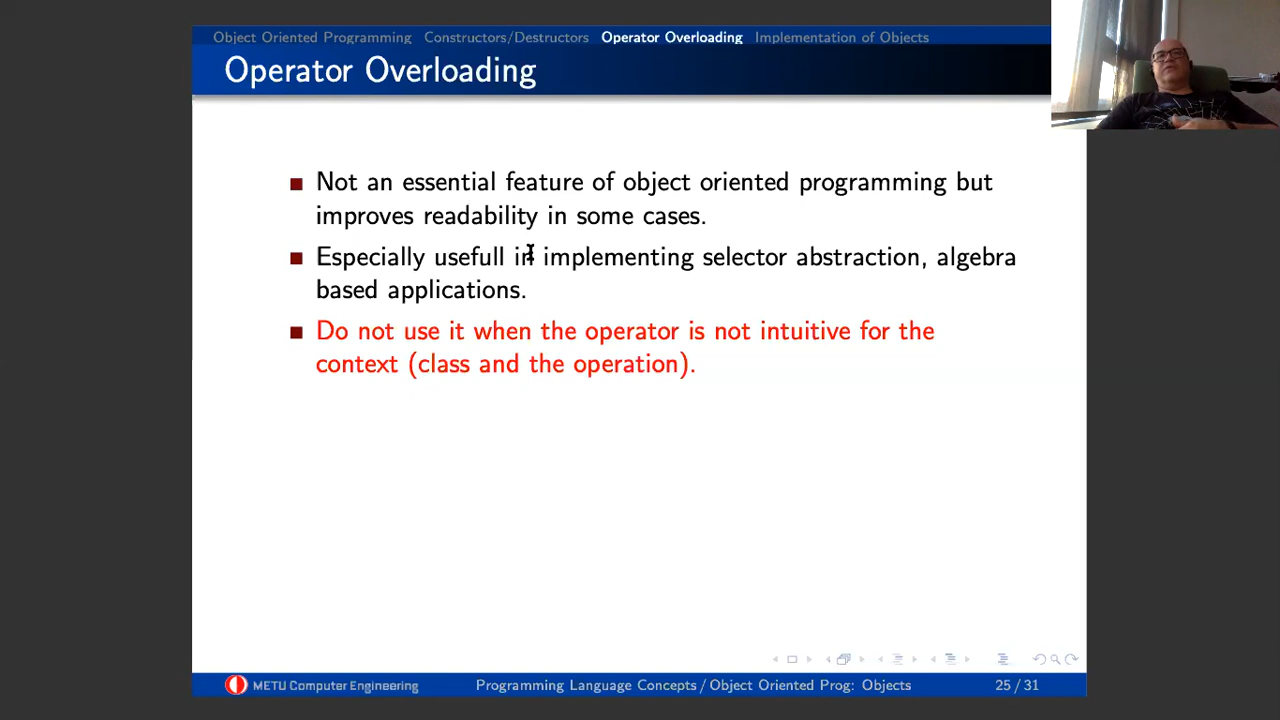 Object Oriented Programming Constructors/Destructors Operator Overloading Implementation of Objects
Operator Overloading
Not an essential feature of object oriented programming but
improves readability in some cases.
Especially usefull in implementing selector abstraction, algebra
based applications.
Do not use it when the operator is not intuitive for the
context (class and the operation).
METU Computer Engineering Programming Language Concepts / Object Oriented Prog: Objects 25 / 31